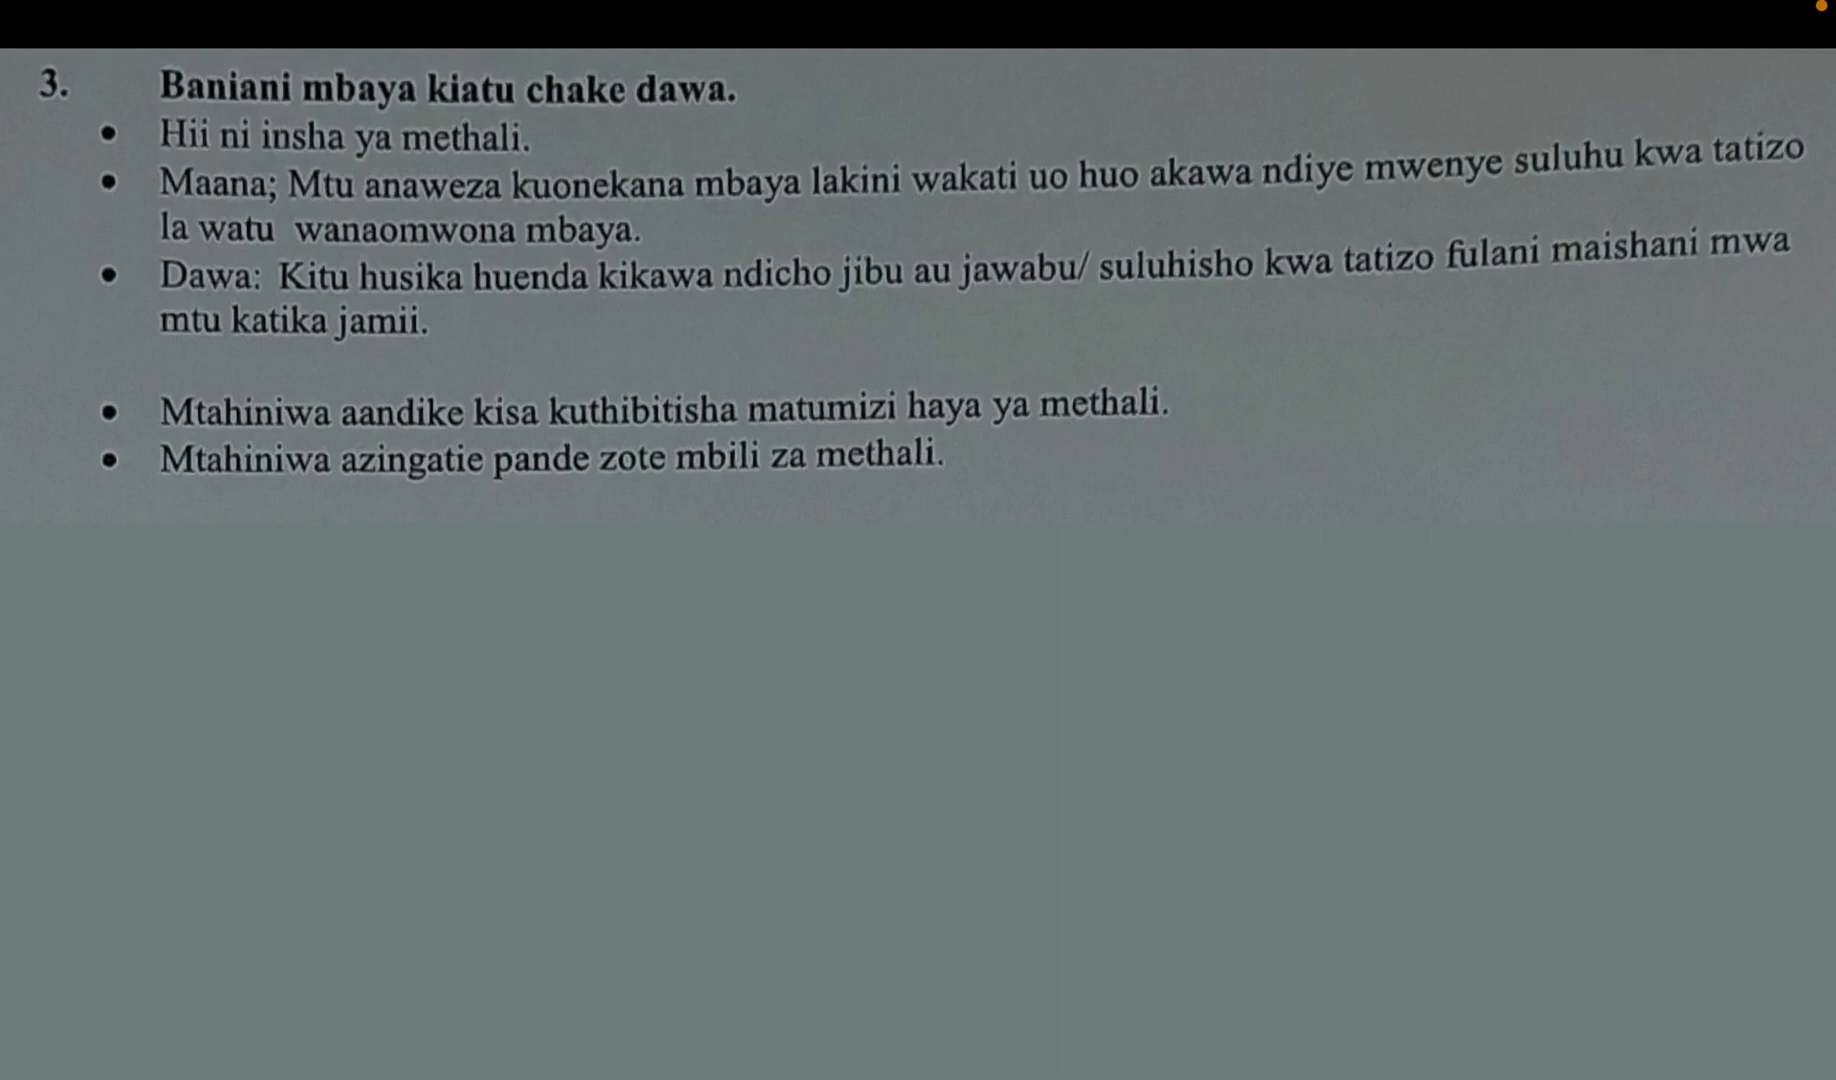 3. Baniani mbaya kiatu chake dawa.
• Hii ni insha ya methali.
• Maana; Mtu anaweza kuonekana mbaya lakini wakati uo huo akawa ndiye mwenye suluhu kwa tatizo
la watu wanaomwona mbaya.
• Dawa: Kitu husika huenda kikawa ndicho jibu au jawabu/ suluhisho kwa tatizo fulani maishani mwa
mtu katika jamii.
• Mtahiniwa aandike kisa kuthibitisha matumizi haya ya methali.
• Mtahiniwa azingatie pande zote mbili za methali.